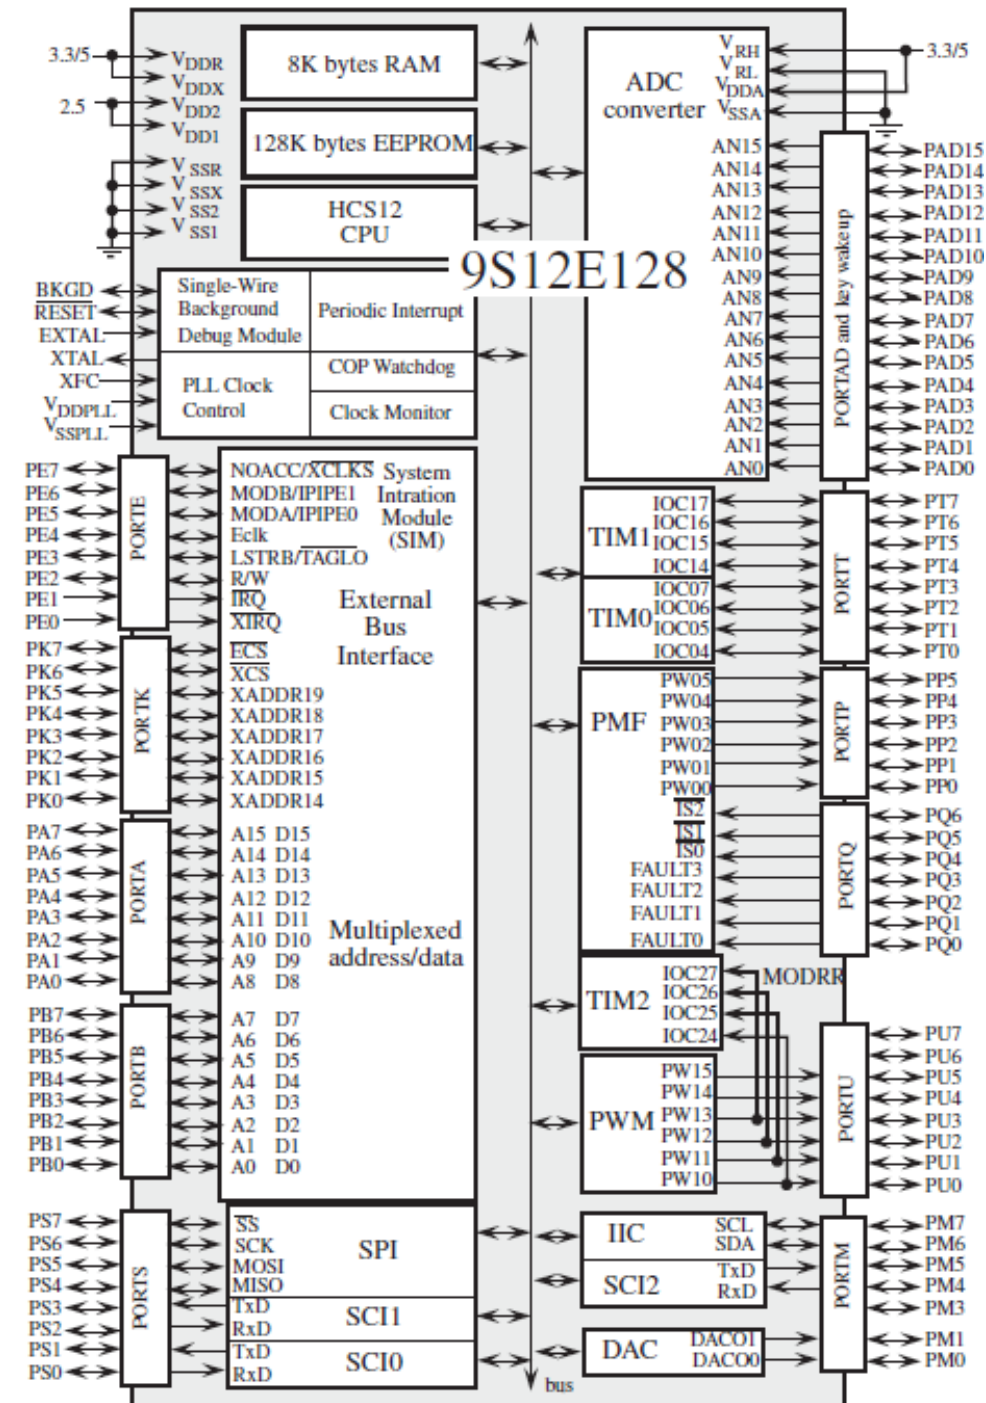 3.3/5
2.5
VDDR
VDDX
VDD2
VDD1
VSSR
VSSX
VSS2
VSS1
8K bytes RAM
128K bytes EEPROM
HCS12
CPU
9S12E128
BKGD
RESET
EXTAL
XTAL
XFC
VDDPLL
VSSPLL
Single-Wire
Background
Debug Module
Periodic Interrupt
PLL Clock
Control
COP Watchdog
Clock Monitor
PE7
PE6
PE5
PE4
PE3
PE2
PE1
PE0
PORTE
NOACC/XCLKS
MODB/IPIPE1
MODA/IPIPE0
Eclk
LSTRB/TAGLO
R/W
IRQ
XIRQ
System
Intration
Module
(SIM)
External
Bus
Interface
PK7
PK6
PK5
PK4
PK3
PK2
PK1
PK0
PORTK
ECS
XCS
XADDR19
XADDR18
XADDR17
XADDR16
XADDR15
XADDR14
PA7
PA6
PA5
PA4
PA3
PA2
PA1
PA0
PORTA
A15 D15
A14 D14
A13 D13
A12 D12
A11 D11
A10 D10
A9 D9
A8 D8
Multiplexed
address/data
PB7
PB6
PB5
PB4
PB3
PB2
PB1
PB0
PORTB
A7 D7
A6 D6
A5 D5
A4 D4
A3 D3
A2 D2
A1 D1
A0 D0
PS7
PS6
PS5
PS4
PS3
PS2
PS1
PS0
PORTS
SS
SCK
MOSI
MISO
SPI
TxD
RxD
SCI1
TxD
RxD
SCI0
bus
ADC
converter
VRH
VRL
VDDA
VSSA
3.3/5
AN15
AN14
AN13
AN12
AN11
AN10
AN9
AN8
AN7
AN6
AN5
AN4
AN3
AN2
AN1
AN0
PORTAD and key wakeup
PAD15
PAD14
PAD13
PAD12
PAD11
PAD10
PAD9
PAD8
PAD7
PAD6
PAD5
PAD4
PAD3
PAD2
PAD1
PAD0
TIM1
IOC17
IOC16
IOC15
IOC14
TIM0
IOC07
IOC06
IOC05
IOC04
PORTT
PT7
PT6
PT5
PT4
PT3
PT2
PT1
PT0
PMF
PW05
PW04
PW03
PW02
PW01
PW00
IS2
IS1
IS0
FAULT3
FAULT2
FAULT1
FAULT0
PORTP
PP5
PP4
PP3
PP2
PP1
PP0
PORTQ
PQ6
PQ5
PQ4
PQ3
PQ2
PQ1
PQ0
TIM2
IOC27
IOC26
IOC25
IOC24
MODRR
PWM
PW15
PW14
PW13
PW12
PW11
PW10
PORTU
PU7
PU6
PU5
PU4
PU3
PU2
PU1
PU0
IIC
SCL
SDA
SCI2
TxD
RxD
DAC
DACO1
DACO0
PORTM
PM7
PM6
PM5
PM4
PM3
PM1
PM0